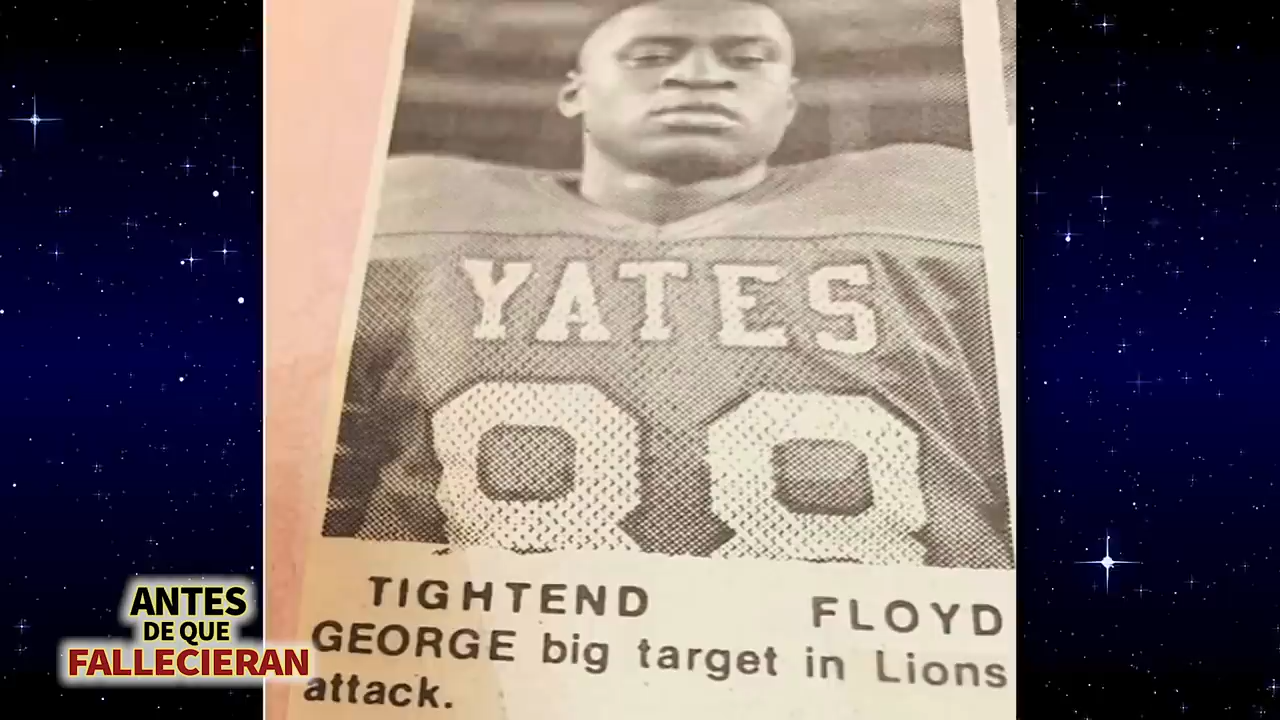 YATES
88
TIGHTEND FLOYD
GEORGE big target in Lions
attack.
ANTES
DE QUE
FALLECIERAN